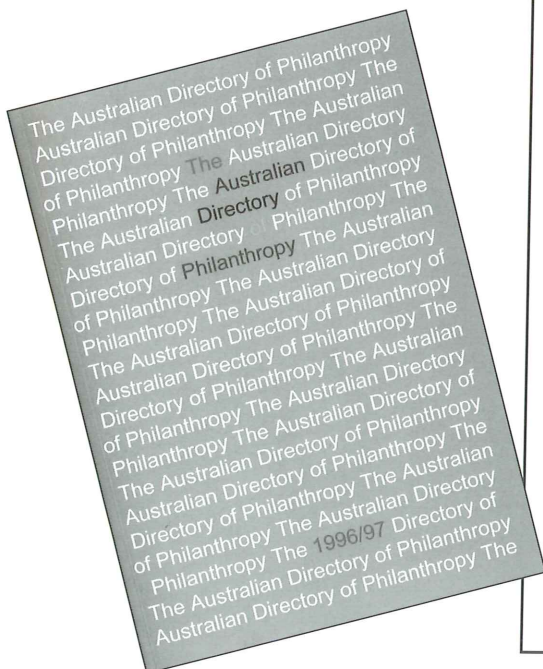 The Australian Directory of Philanthropy
Australian Directory of Philanthropy The
Directory of Philanthropy The Australian
of Philanthropy The Australian Directory
Philanthropy The Australian Directory of
The Australian Directory of Philanthropy
Australian Directory of Philanthropy The
Directory of Philanthropy The Australian
of Philanthropy The Australian Directory
Philanthropy The Australian Directory of
The Australian Directory of Philanthropy
Australian Directory of Philanthropy The
Directory of Philanthropy The Australian
of Philanthropy The Australian Directory
Philanthropy The Australian Directory of
The Australian Directory of Philanthropy
Australian Directory of Philanthropy The
Directory of Philanthropy The Australian
of Philanthropy The Australian Directory
Philanthropy The 1996/97 Directory of
The Australian Directory of Philanthropy
Australian Directory of Philanthropy The